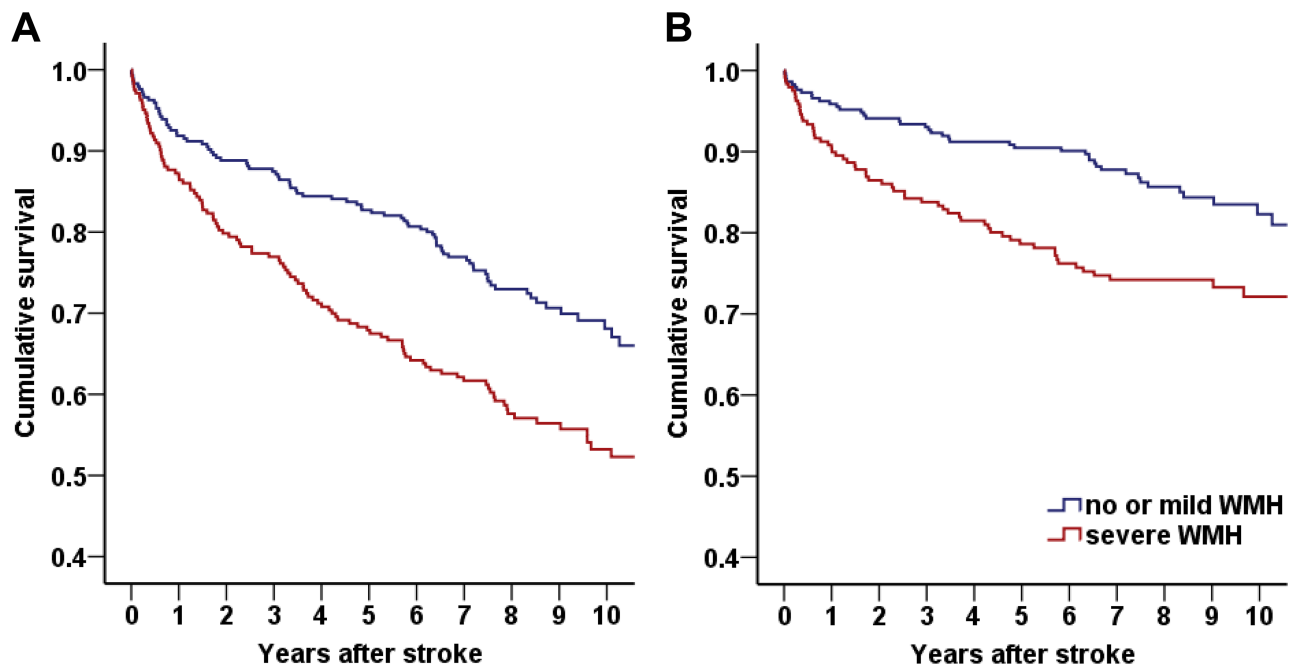 A
Cumulative survival
1.0
0.9
0.8
0.7
0.6
0.5
0.4
0 1 2 3 4 5 6 7 8 9 10
Years after stroke
B
Cumulative survival
1.0
0.9
0.8
0.7
0.6
0.5
0.4
no or mild WMH
severe WMH
0 1 2 3 4 5 6 7 8 9 10
Years after stroke